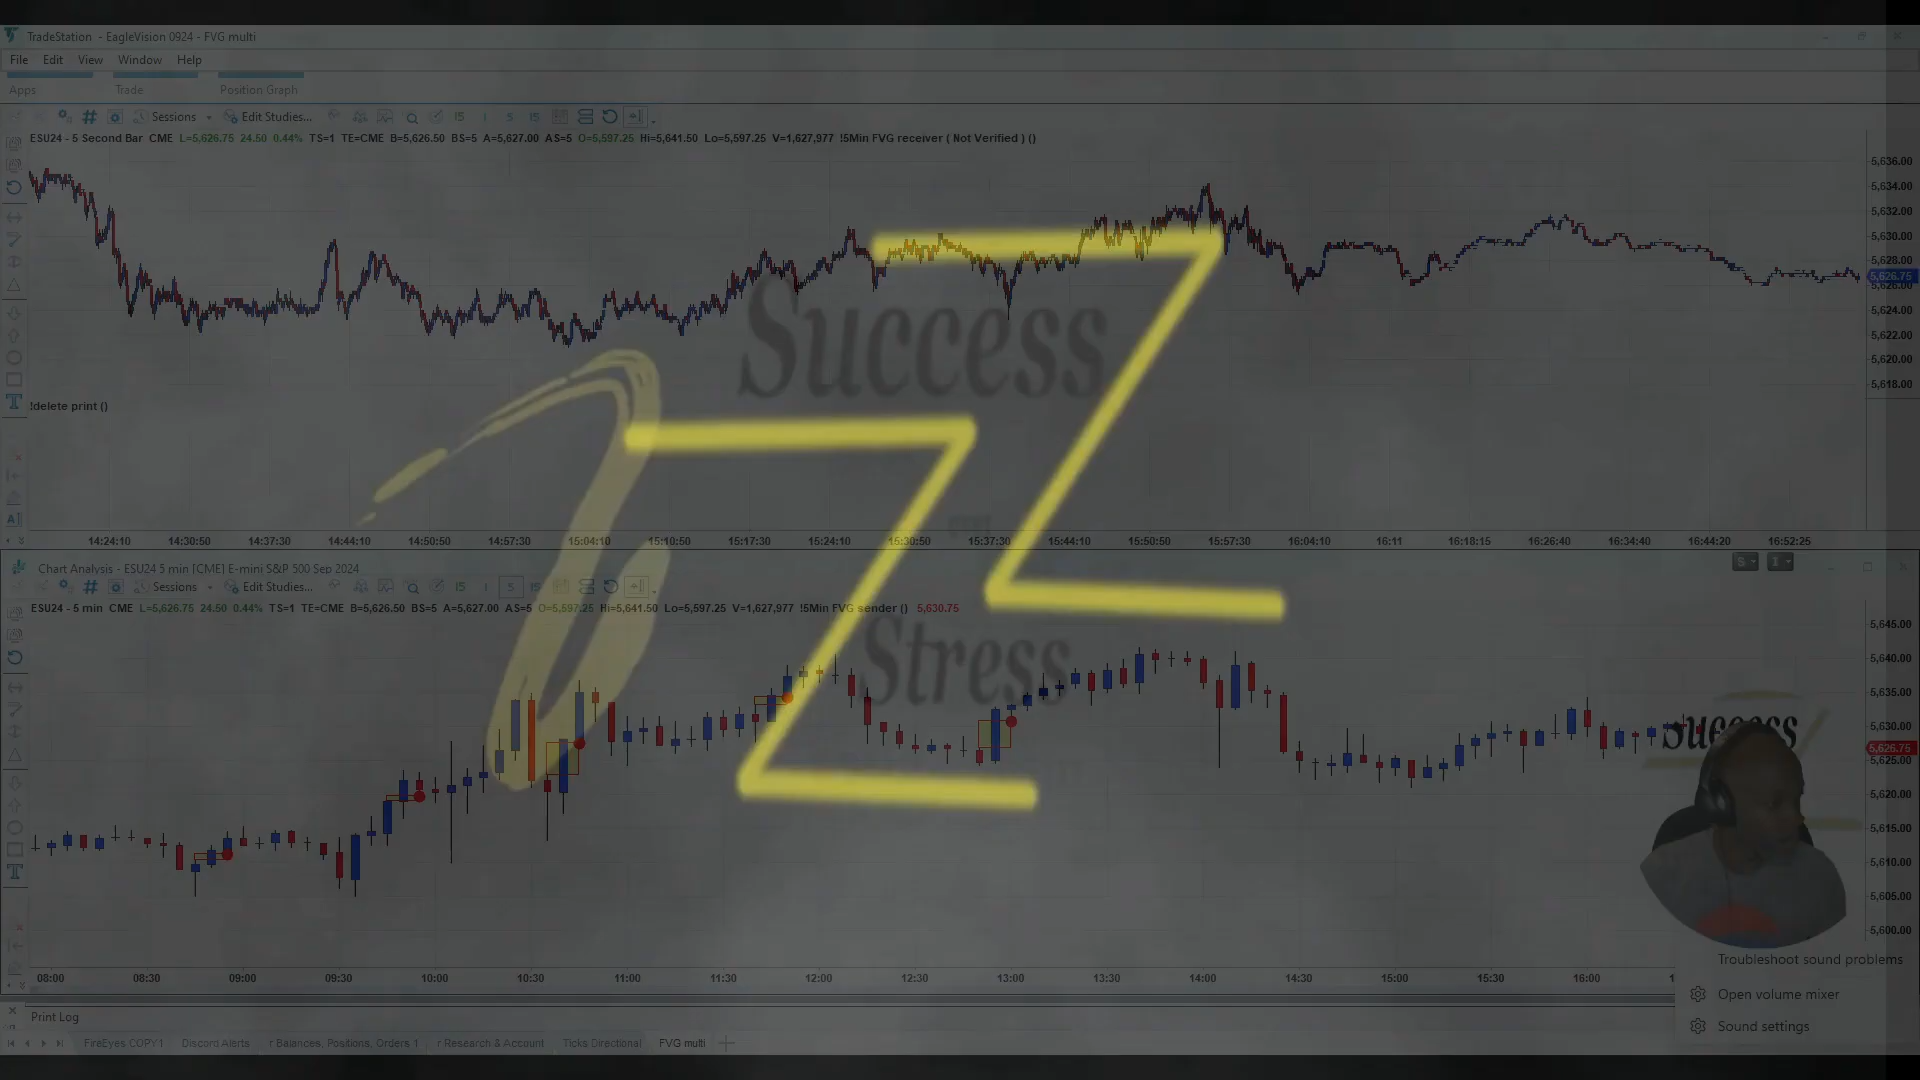 TradeStation - EagleVision 0924 - FVG multi
File Edit View Window Help
Apps Trade Position Graph
Sessions Edit Studies...
ESU24 - 5 Second Bar CME L=5,626.75 24.50 0.44% TS=1 TE=CME B=5,626.50 BS=5 A=5,627.00 AS=5 O=5,597.25 Hi=5,641.50 Lo=5,597.25 V=1,627,977 !5Min FVG receiver ( Not Verified ) ()
5,636.00
5,634.00
5,632.00
5,630.00
5,628.00
5,626.75
5,626.00
5,624.00
5,622.00
5,620.00
5,618.00
Success
!delete print ()
14:24:10 14:30:50 14:37:30 14:44:10 14:50:50 14:57:30 15:04:10 15:17:30 15:24:10 15:30:50 15:37:30 15:44:10 15:50:50 15:57:30 16:04:10 16:11 16:18:15 16:26:40 16:34:40 16:44:20 16:52:25
Chart Analysis - ESU24 5 min [CME] E-mini S&P 500 Sep 2024
Sessions Edit Studies...
ESU24 - 5 min CME L=5,626.75 24.50 0.44% TS=1 TE=CME B=5,626.50 BS=5 A=5,627.00 AS=5 O=5,597.25 Hi=5,641.50 Lo=5,597.25 V=1,627,977 !5Min FVG sender () 5,630.75
Stress
5,645.00
5,640.00
5,635.00
5,630.00
5,626.75
5,625.00
5,620.00
5,615.00
5,610.00
5,605.00
5,600.00
success
08:00 08:30 09:00 09:30 10:00 10:30 11:00 11:30 12:00 12:30 13:00 13:30 14:00 14:30 15:00 15:30 16:00
Troubleshoot sound problems
Open volume mixer
Sound settings
Print Log
FireEyes COPY1 Discord Alerts r Balances, Positions, Orders 1 r Research & Account Ticks Directional FVG multi